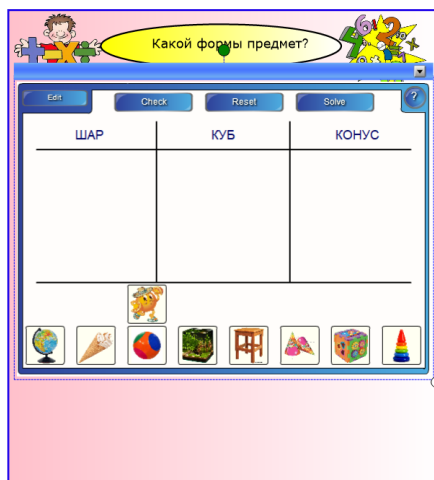 Какой формы предмет?
Edit
Check
Reset
Solve
?
ШАР
КУБ
КОНУС